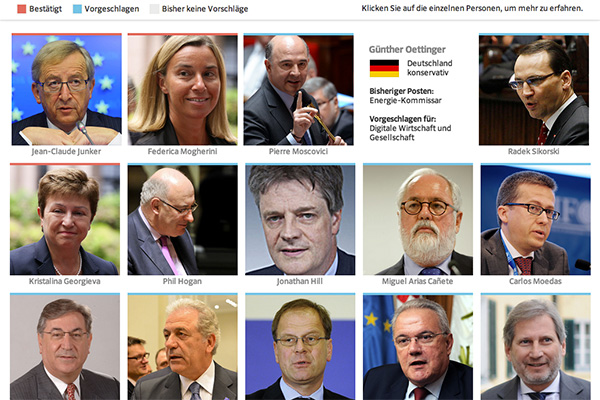 Bestätigt Vorgeschlagen Bisher keine Vorschläge Klicken Sie auf die einzelnen Personen, um mehr zu erfahren.
Günther Oettinger
Deutschland
konservativ
Bisheriger Posten:
Energie-Kommissar
Vorgeschlagen für:
Digitale Wirtschaft und
Gesellschaft
Jean-Claude Junker Federica Mogherini Pierre Moscovici Radek Sikorski
Kristalina Georgieva Phil Hogan Jonathan Hill Miguel Arias Cañete Carlos Moedas